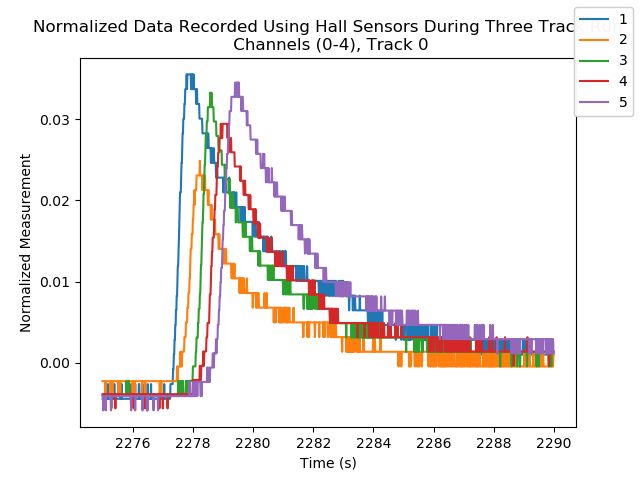 Normalized Data Recorded Using Hall Sensors During Three Track
Channels (0-4), Track 0
1
2
3
4
5
0.03
0.02
0.01
0.00
Normalized Measurement
2276 2278 2280 2282 2284 2286 2288 2290
Time (s)